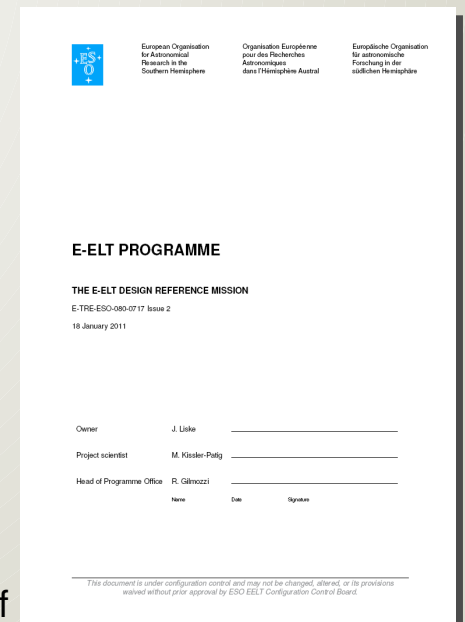 ES
O
European Organisation
for Astronomical
Research in the
Southern Hemisphere
Organisation Européenne
pour des Recherches
Astronomiques
dans l'Hémisphère Austral
Europäische Organisation
für astronomische
Forschung in der
südlichen Hemisphäre
E-ELT PROGRAMME
THE E-ELT DESIGN REFERENCE MISSION
E-TRE-ESO-080-0717 Issue 2
18 January 2011
Owner J. Liske
Project scientist M. Kissler-Patig
Head of Programme Office R. Gilmozzi
Name Date Signature
This document is under configuration control and may not be changed, altered, or its provisions
waived without prior approval by ESO EELT Configuration Control Board.
f